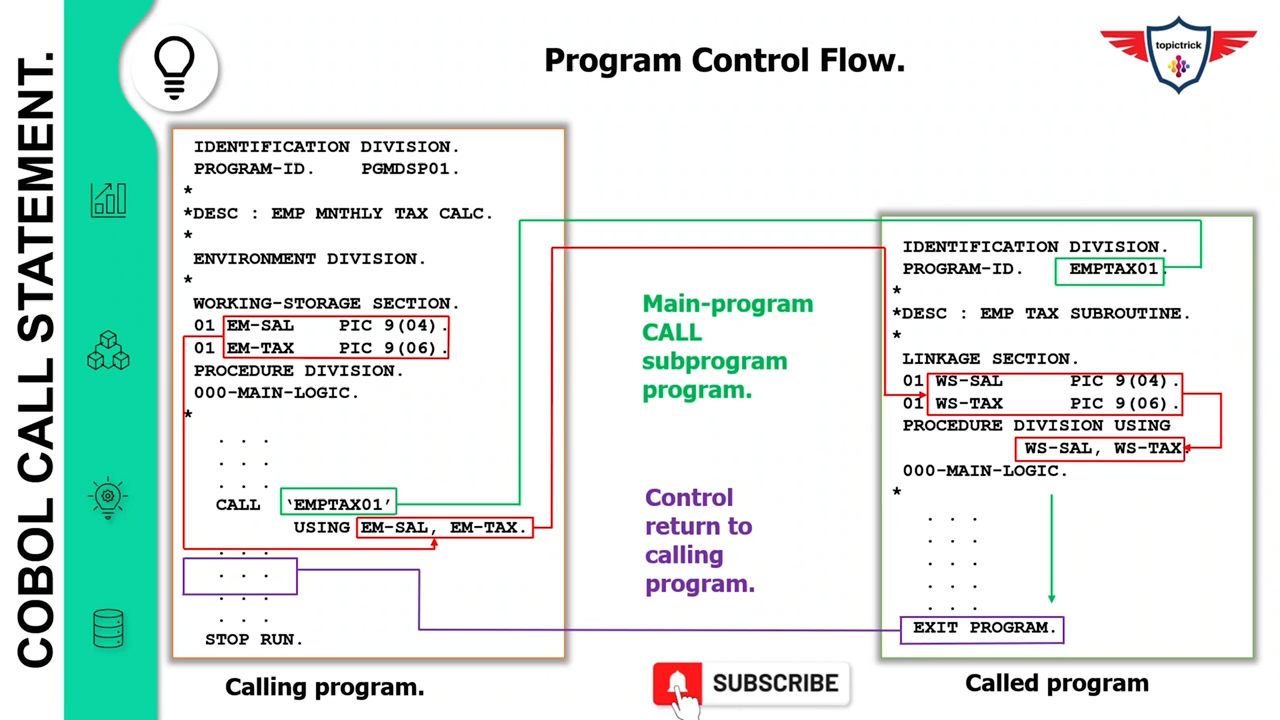 COBOL CALL STATEMENT.
Program Control Flow.
topictrick
IDENTIFICATION DIVISION.
PROGRAM-ID. PGMDSP01.
*
*DESC : EMP MNTHLY TAX CALC.
*
ENVIRONMENT DIVISION.
*
WORKING-STORAGE SECTION.
01 EM-SAL PIC 9(04).
01 EM-TAX PIC 9(06).
PROCEDURE DIVISION.
000-MAIN-LOGIC.
*
. . .
. . .
. . .
CALL ‘EMPTAX01’
USING EM-SAL, EM-TAX.
. . .
. . .
. . .
. . .
STOP RUN.
Calling program.
Main-program
CALL
subprogram
program.
Control
return to
calling
program.
SUBSCRIBE
IDENTIFICATION DIVISION.
PROGRAM-ID. EMPTAX01.
*
*DESC : EMP TAX SUBROUTINE.
*
LINKAGE SECTION.
01 WS-SAL PIC 9(04).
01 WS-TAX PIC 9(06).
PROCEDURE DIVISION USING
WS-SAL, WS-TAX.
000-MAIN-LOGIC.
*
. . .
. . .
. . .
. . .
. . .
EXIT PROGRAM.
Called program